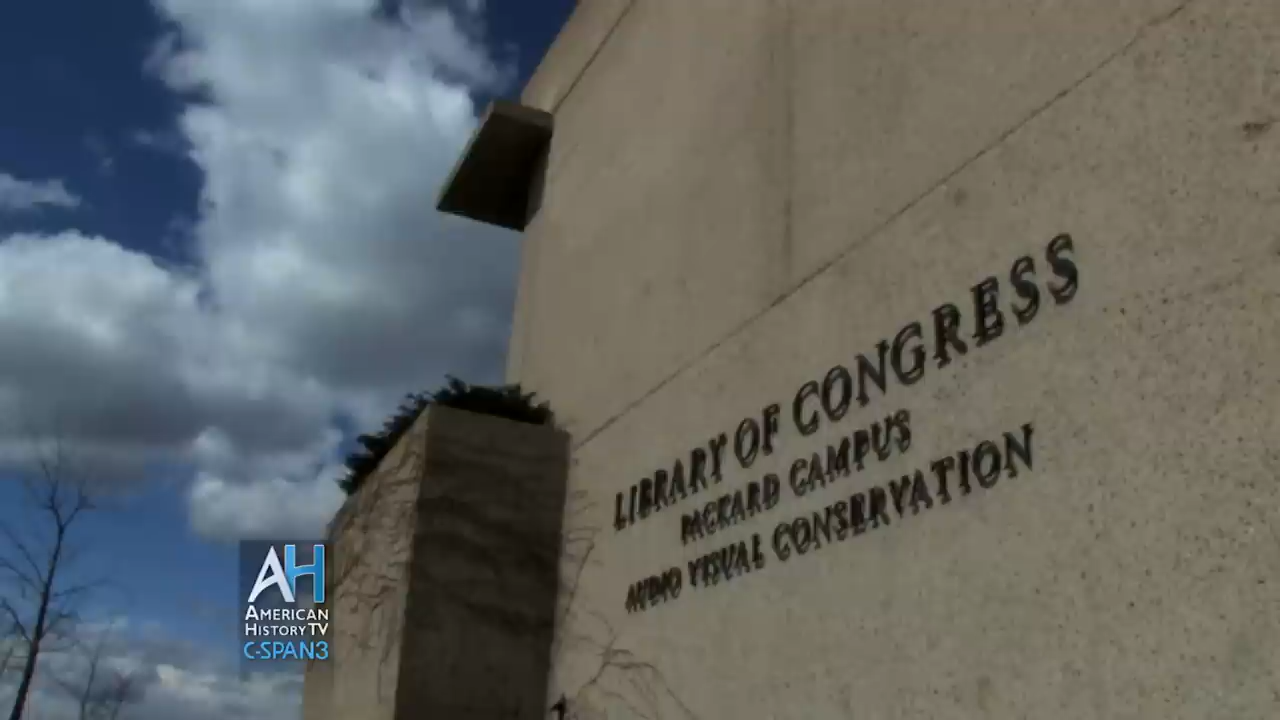 LIBRARY OF CONGRESS
PACKARD CAMPUS
AUDIO VISUAL CONSERVATION
AH
AMERICAN
HISTORY TV
C-SPAN3